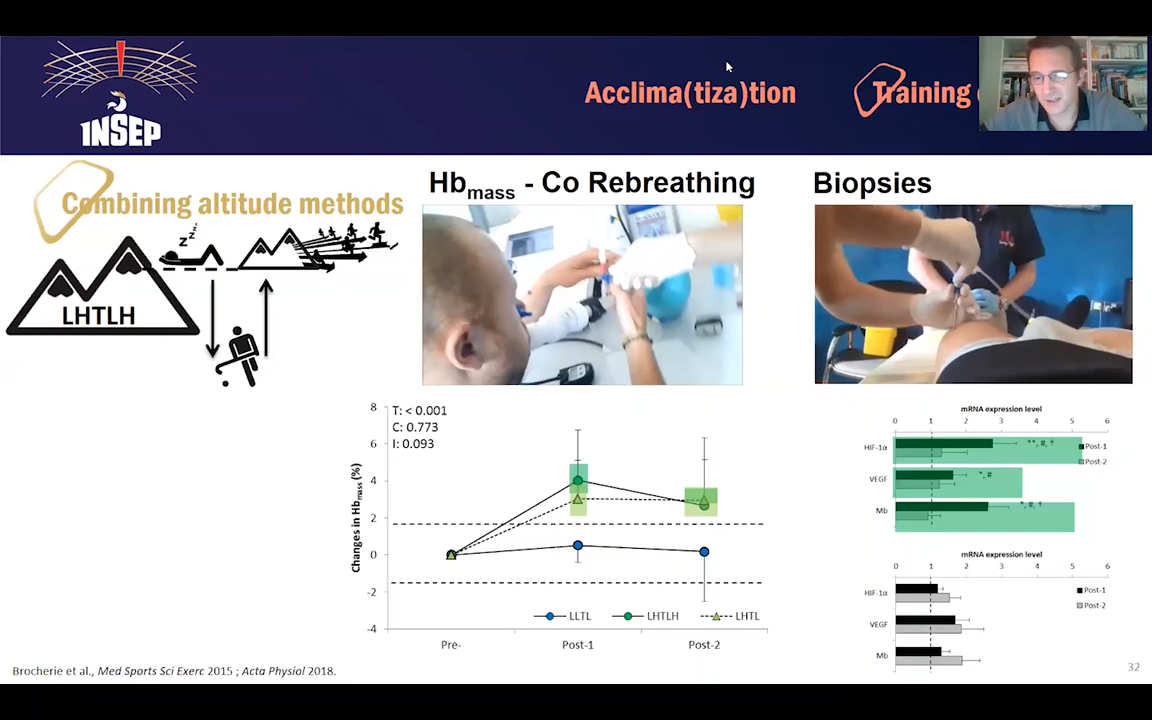 INSEP
Acclima(tiza)tion
Training
Combining altitude methods
Hbmass - Co Rebreathing
Biopsies
z z z
LHTLH
T: < 0.001
C: 0.773
I: 0.093
Changes in Hbmass (%)
8
6
4
2
0
-2
-4
LLTL
LHTLH
LHTL
Pre-
Post-1
Post-2
mRNA expression level
0 1 2 3 4 5 6
HIF-1α
VEGF
Mb
**, #, †
*, #
*, #, †
Post-1
Post-2
mRNA expression level
0 1 2 3 4 5 6
HIF-1α
VEGF
Mb
Post-1
Post-2
Brocherie et al., Med Sports Sci Exerc 2015 ; Acta Physiol 2018.
32